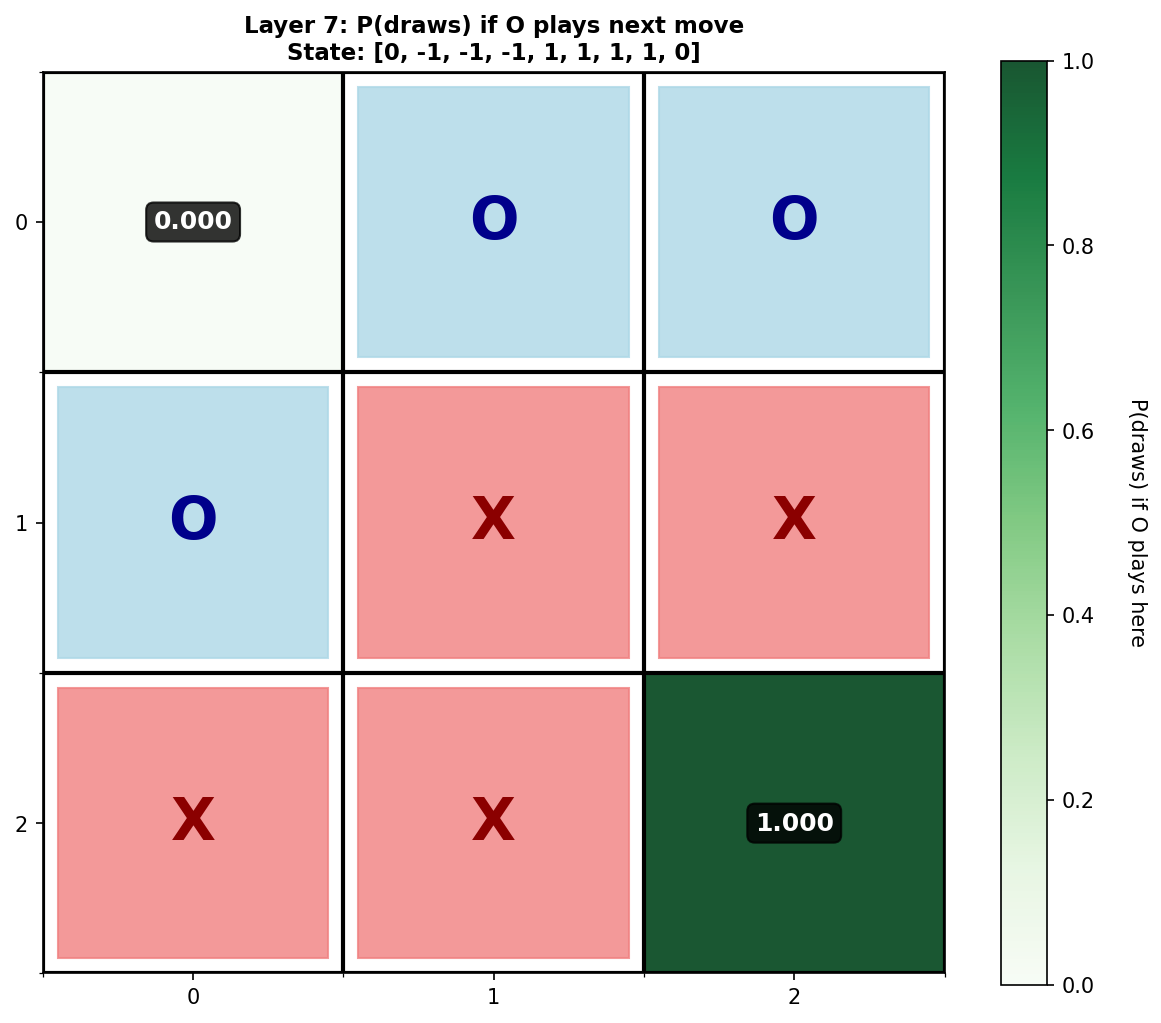 Layer 7: P(draws) if O plays next move
State: [0, -1, -1, -1, 1, 1, 1, 1, 0]
0
0.000
O
O
1
O
X
X
2
X
X
1.000
0
1
2
1.0
0.8
0.6
0.4
0.2
0.0
P(draws) if O plays here